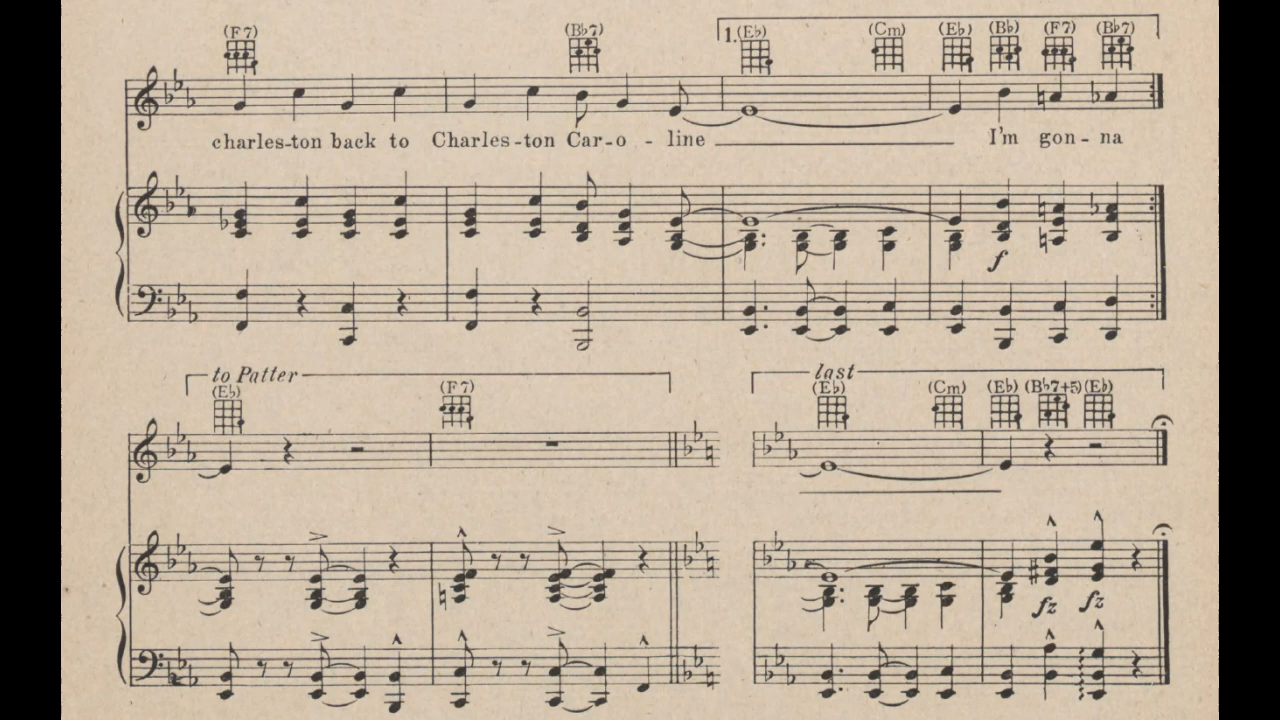 (F7) (B♭7) 1.(E♭) (Cm) (E♭) (B♭) (F7) (B♭7)
charles-ton back to Charles-ton Car-o-line I'm gon-na
f
to Patter last
(E♭) (F7) (E♭) (Cm) (E♭) (B♭7+5) (E♭)
fz fz